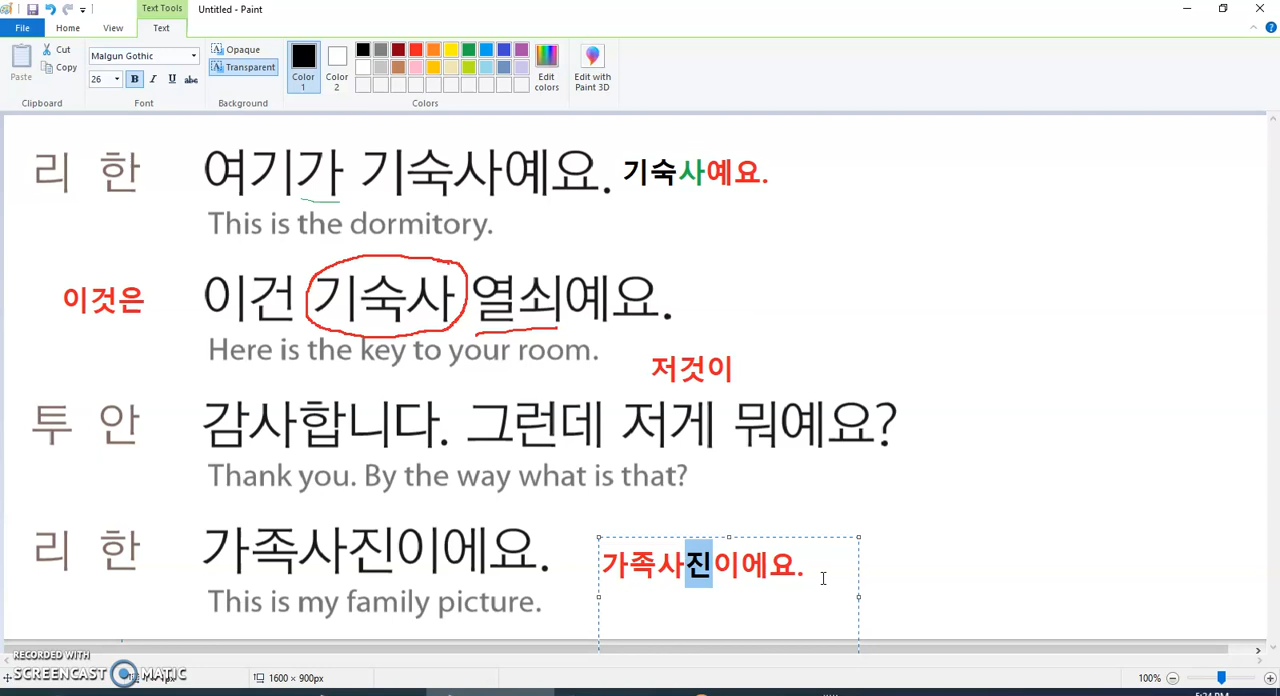 Text Tools
Untitled - Paint
File Home View Text
Paste Cut Copy
Malgun Gothic
26 B I U abc
Opaque
Transparent
Color 1
Color 2
Edit colors
Edit with Paint 3D
Clipboard Font Background Colors
리 한 여기가 기숙사예요. 기숙사예요.
This is the dormitory.
이것은 이건 기숙사 열쇠예요.
Here is the key to your room.
저것이
투 안 감사합니다. 그런데 저게 뭐예요?
Thank you. By the way what is that?
리 한 가족사진이에요. 가족사진이에요.
This is my family picture.
RECORDED WITH
SCREENCAST MATIC
1600 × 900px
100%